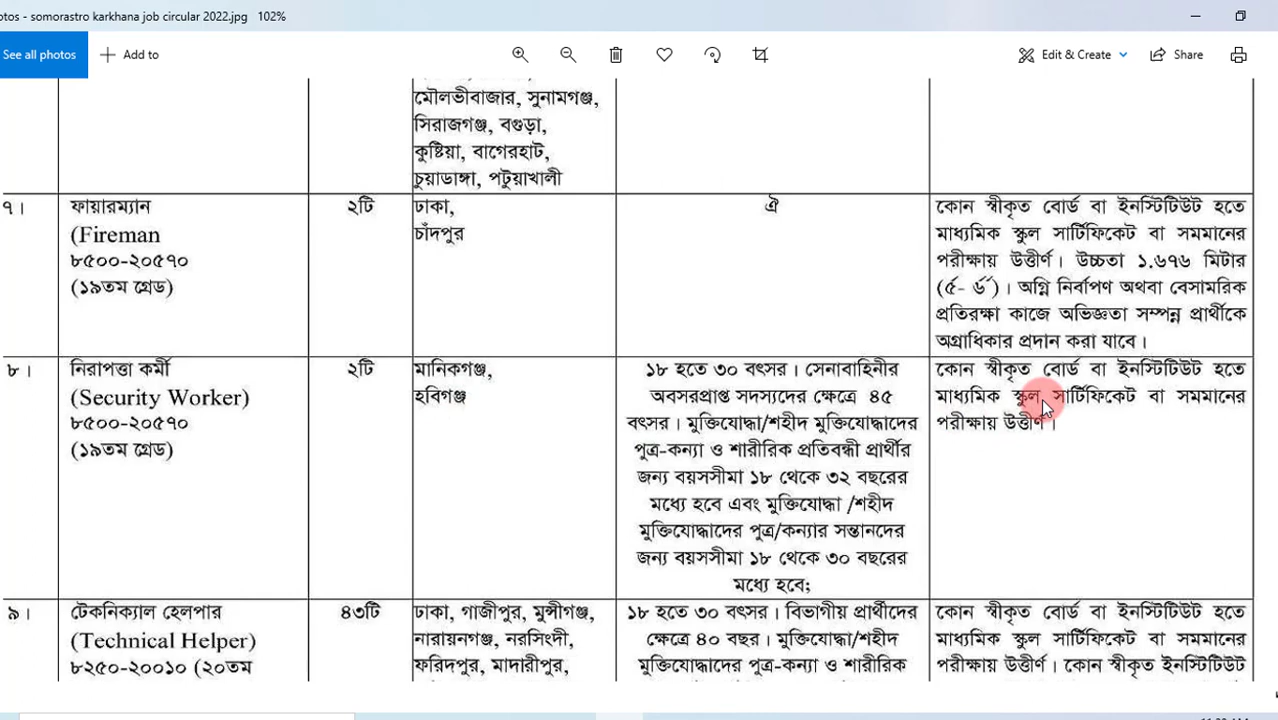 otos - somorastro karkhana job circular 2022.jpg 102%
See all photos
Add to
Edit & Create
Share
মৌলভীবাজার, সুনামগঞ্জ,
সিরাজগঞ্জ, বগুড়া,
কুষ্টিয়া, বাগেরহাট,
চুয়াডাঙ্গা, পটুয়াখালী
৭।
ফায়ারম্যান
(Fireman
৮৫০০-২০৫৭০
(১৯তম গ্রেড)
২টি
ঢাকা,
চাঁদপুর
ঐ
কোন স্বীকৃত বোর্ড বা ইনস্টিটিউট হতে
মাধ্যমিক স্কুল সার্টিফিকেট বা সমমানের
পরীক্ষায় উত্তীর্ণ। উচ্চতা ১.৬৭৬ মিটার
(৫- ৬´)। অগ্নি নির্বাপণ অথবা বেসামরিক
প্রতিরক্ষা কাজে অভিজ্ঞতা সম্পন্ন প্রার্থীকে
অগ্রাধিকার প্রদান করা যাবে।
৮।
নিরাপত্তা কর্মী
(Security Worker)
৮৫০০-২০৫৭০
(১৯তম গ্রেড)
২টি
মানিকগঞ্জ,
হবিগঞ্জ
১৮ হতে ৩০ বৎসর। সেনাবাহিনীর
অবসরপ্রাপ্ত সদস্যদের ক্ষেত্রে ৪৫
বৎসর। মুক্তিযোদ্ধা/শহীদ মুক্তিযোদ্ধাদের
পুত্র-কন্যা ও শারীরিক প্রতিবন্ধী প্রার্থীর
জন্য বয়সসীমা ১৮ থেকে ৩২ বছরের
মধ্যে হবে এবং মুক্তিযোদ্ধা /শহীদ
মুক্তিযোদ্ধাদের পুত্র/কন্যার সন্তানদের
জন্য বয়সসীমা ১৮ থেকে ৩০ বছরের
মধ্যে হবে;
কোন স্বীকৃত বোর্ড বা ইনস্টিটিউট হতে
মাধ্যমিক স্কুল সার্টিফিকেট বা সমমানের
পরীক্ষায় উত্তীর্ণ।
৯।
টেকনিক্যাল হেলপার
(Technical Helper)
৮২৫০-২০০১০ (২০তম
৪৩টি
ঢাকা, গাজীপুর, মুন্সীগঞ্জ,
নারায়নগঞ্জ, নরসিংদী,
ফরিদপুর, মাদারীপুর,
১৮ হতে ৩০ বৎসর। বিভাগীয় প্রার্থীদের
ক্ষেত্রে ৪০ বছর। মুক্তিযোদ্ধা/শহীদ
মুক্তিযোদ্ধাদের পুত্র-কন্যা ও শারীরিক
কোন স্বীকৃত বোর্ড বা ইনস্টিটিউট হতে
মাধ্যমিক স্কুল সার্টিফিকেট বা সমমানের
পরীক্ষায় উত্তীর্ণ। কোন স্বীকৃত ইনস্টিটিউট